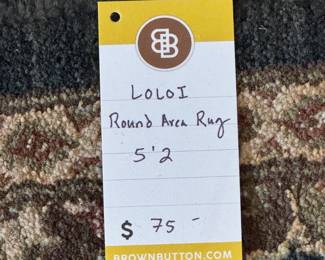 BB
LOLOI
Round Area Rug
5'2
$ 75 -
BROWNBUTTON.COM